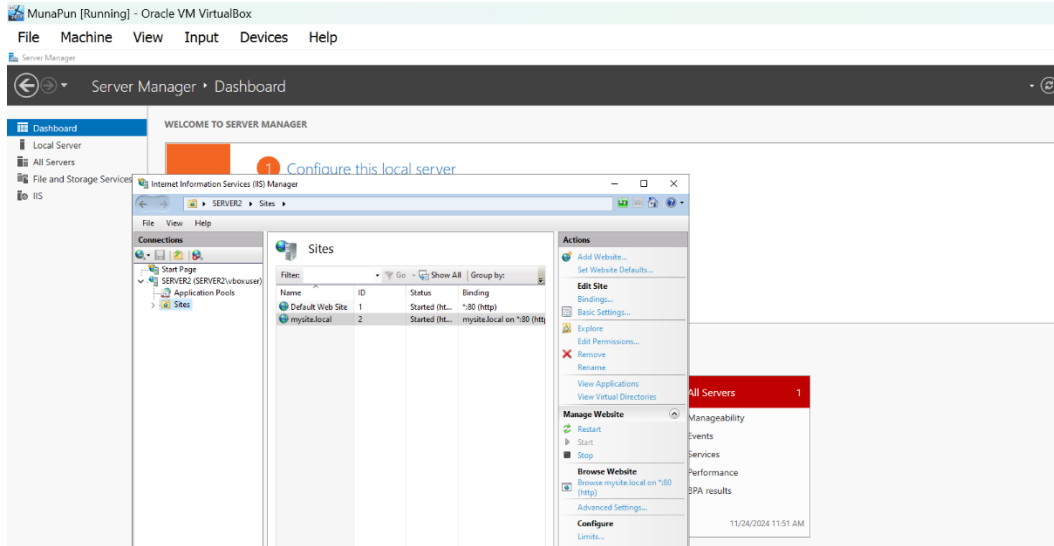 MunaPun [Running] - Oracle VM VirtualBox
File Machine View Input Devices Help
Server Manager
Server Manager • Dashboard
Dashboard
Local Server
All Servers
File and Storage Services
IIS
WELCOME TO SERVER MANAGER
1 Configure this local server
Internet Information Services (IIS) Manager
SERVER2 Sites
File View Help
Connections
Start Page
SERVER2 (SERVER2\vboxuser)
Application Pools
Sites
Sites
Filter: Go Show All Group by:
Name ID Status Binding
Default Web Site 1 Started (ht... *:80 (http)
mysite.local 2 Started (ht... mysite.local on *:80 (http
Actions
Add Website...
Set Website Defaults...
Edit Site
Bindings...
Basic Settings...
Explore
Edit Permissions...
Remove
Rename
View Applications
View Virtual Directories
Manage Website
Restart
Start
Stop
Browse Website
Browse mysite.local on *:80
(http)
Advanced Settings...
Configure
Limits...
All Servers 1
Manageability
Events
Services
Performance
BPA results
11/24/2024 11:51 AM